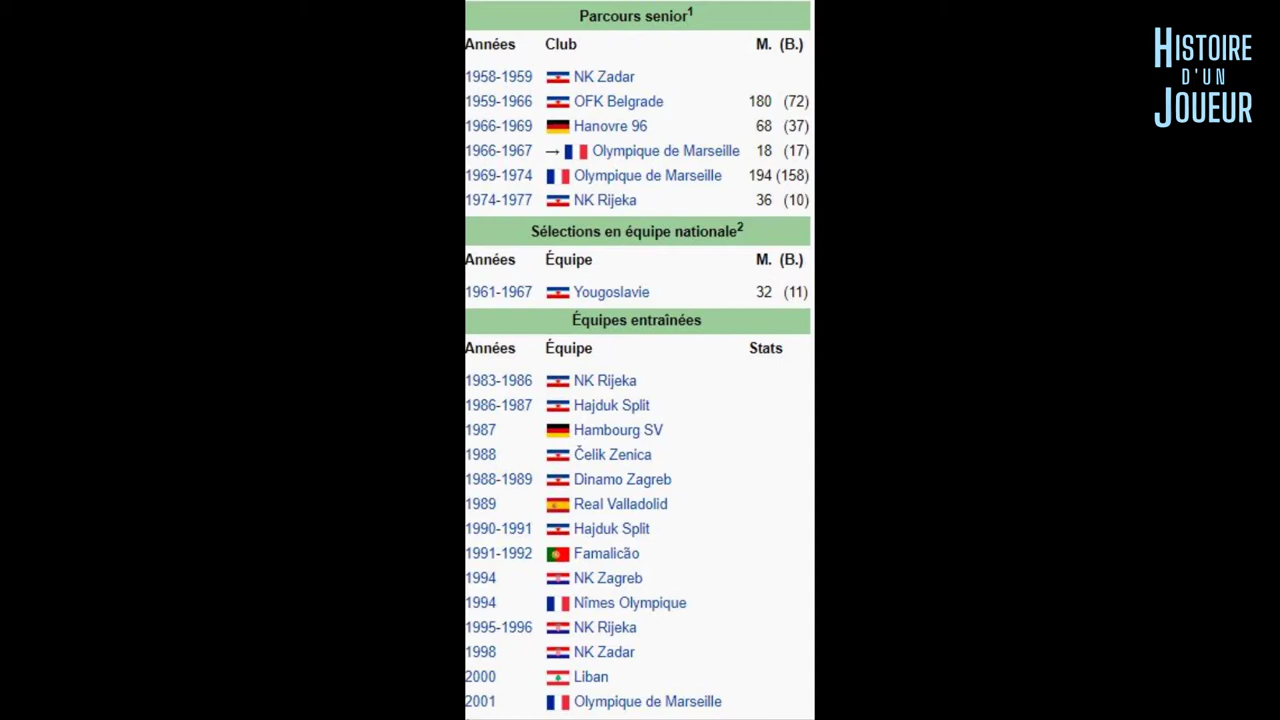 Parcours senior1
Années Club M. (B.)
1958-1959 NK Zadar
1959-1966 OFK Belgrade 180 (72)
1966-1969 Hanovre 96 68 (37)
1966-1967 → Olympique de Marseille 18 (17)
1969-1974 Olympique de Marseille 194 (158)
1974-1977 NK Rijeka 36 (10)
Sélections en équipe nationale2
Années Équipe M. (B.)
1961-1967 Yougoslavie 32 (11)
Équipes entraînées
Années Équipe Stats
1983-1986 NK Rijeka
1986-1987 Hajduk Split
1987 Hambourg SV
1988 Čelik Zenica
1988-1989 Dinamo Zagreb
1989 Real Valladolid
1990-1991 Hajduk Split
1991-1992 Famalicão
1994 NK Zagreb
1994 Nîmes Olympique
1995-1996 NK Rijeka
1998 NK Zadar
2000 Liban
2001 Olympique de Marseille
HISTOIRE
D'UN
JOUEUR